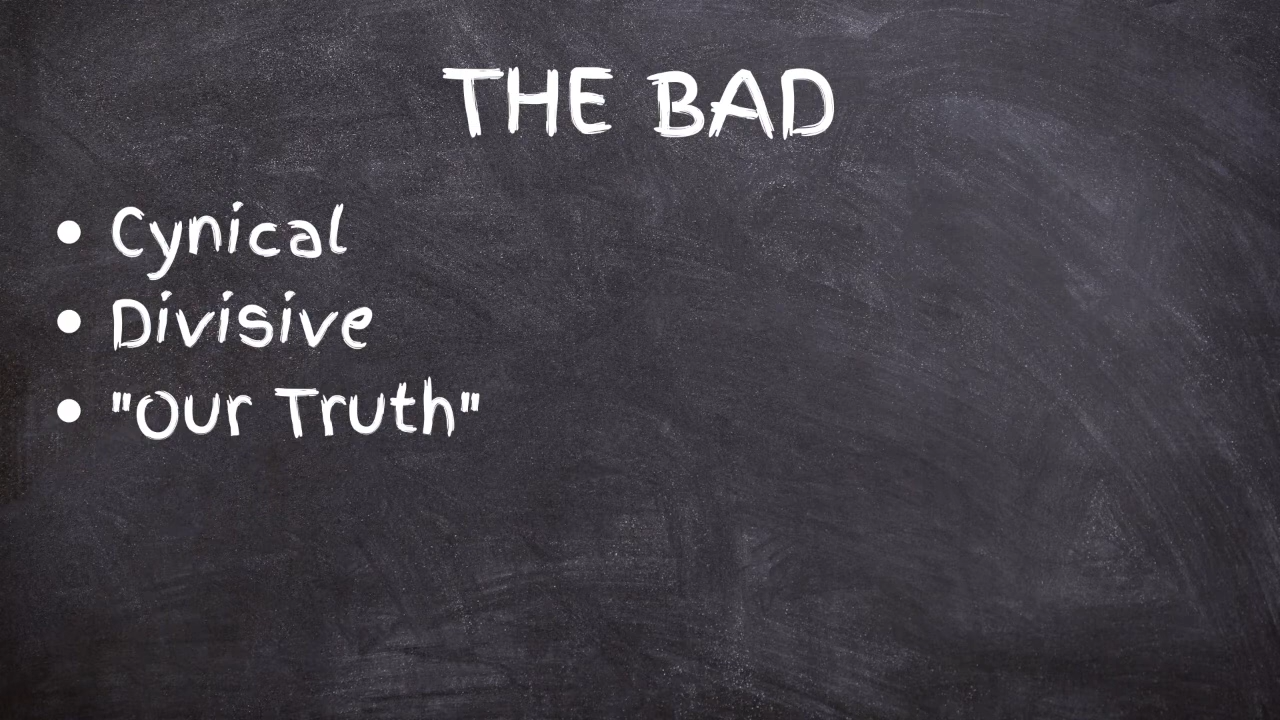 THE BAD
• Cynical
• Divisive
• "Our Truth"